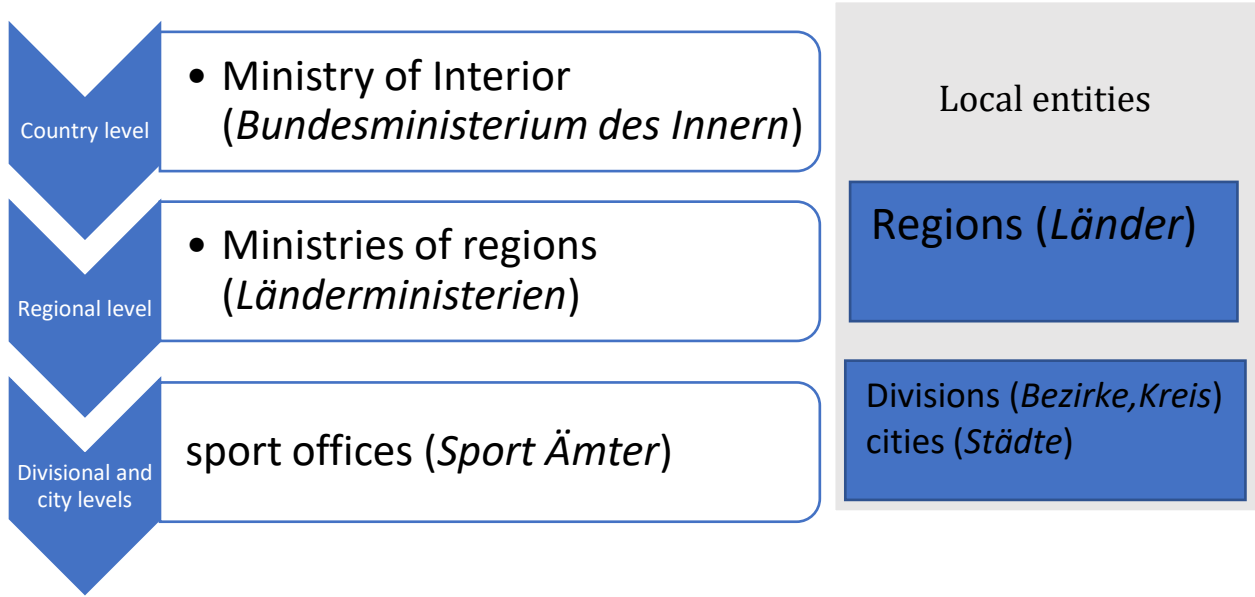 Country level
• Ministry of Interior
(Bundesministerium des Innern)
Regional level
• Ministries of regions
(Länderministerien)
Divisional and
city levels
sport offices (Sport Ämter)
Local entities
Regions (Länder)
Divisions (Bezirke,Kreis)
cities (Städte)